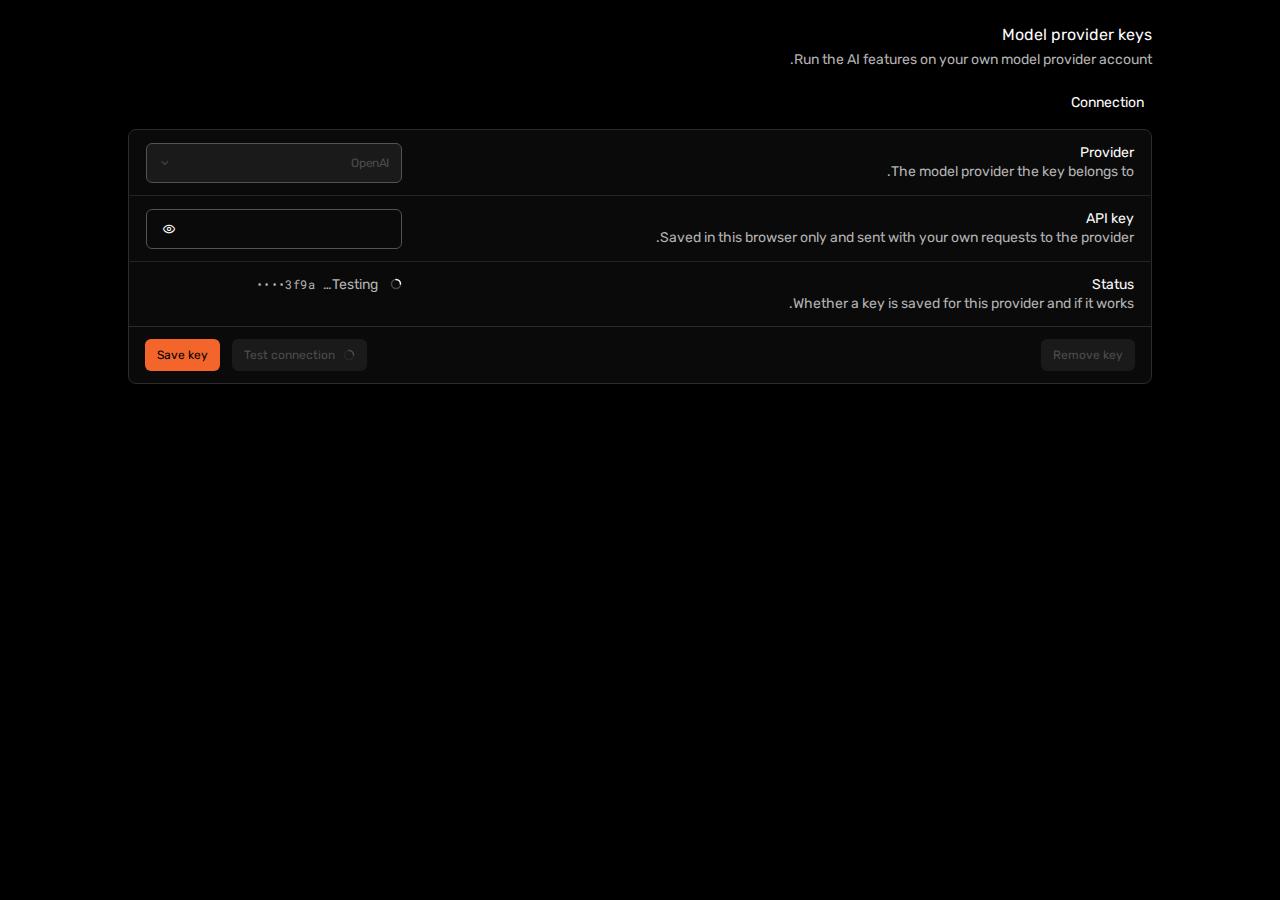 Model provider keys
.Run the AI features on your own model provider account
Connection
Provider
.The model provider the key belongs to
OpenAI
API key
.Saved in this browser only and sent with your own requests to the provider
Status
.Whether a key is saved for this provider and if it works
••••3f9a …Testing
Remove key
Test connection
Save key